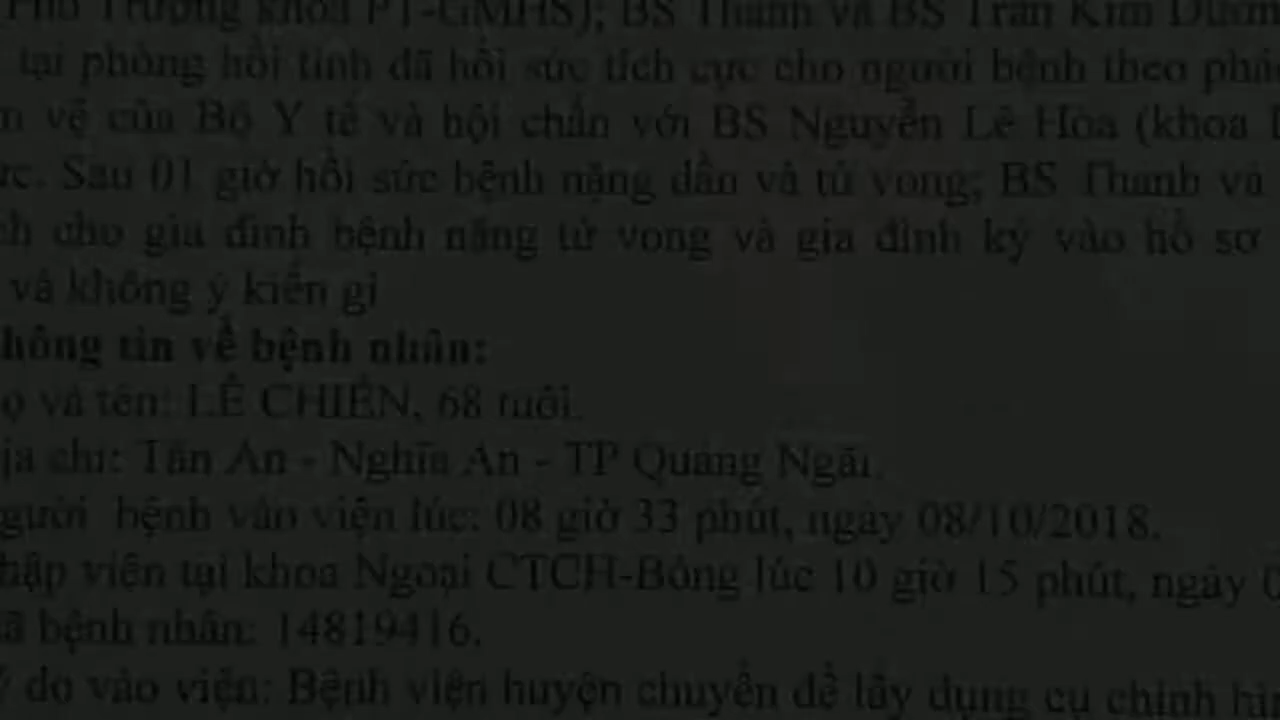 Phó Trưởng khoa PT-GMHS); BS Thanh và BS Trần Kim
tại phòng hồi tỉnh đã hồi sức tích cực cho người bệnh theo
vệ của Bộ Y tế và hội chẩn với BS Nguyễn Lê Hòa (khoa
Sau 01 giờ hồi sức bệnh nặng dần và tử vong; BS Thanh và
cho gia đình bệnh nặng tử vong và gia đình ký vào hồ sơ
và không ý kiến gì
hông tin về bệnh nhân:
ọ và tên: LÊ CHIẾN, 68 tuổi.
ịa chỉ: Tân An - Nghĩa An - TP Quảng Ngãi.
gười bệnh vào viện lúc: 08 giờ 33 phút, ngày 08/10/2018.
hập viện tại khoa Ngoại CTCH-Bỏng lúc 10 giờ 15 phút, ngày 0
ã bệnh nhân: 14819416.
ý do vào viện: Bệnh viện huyện chuyển để lấy dụng cụ chỉnh